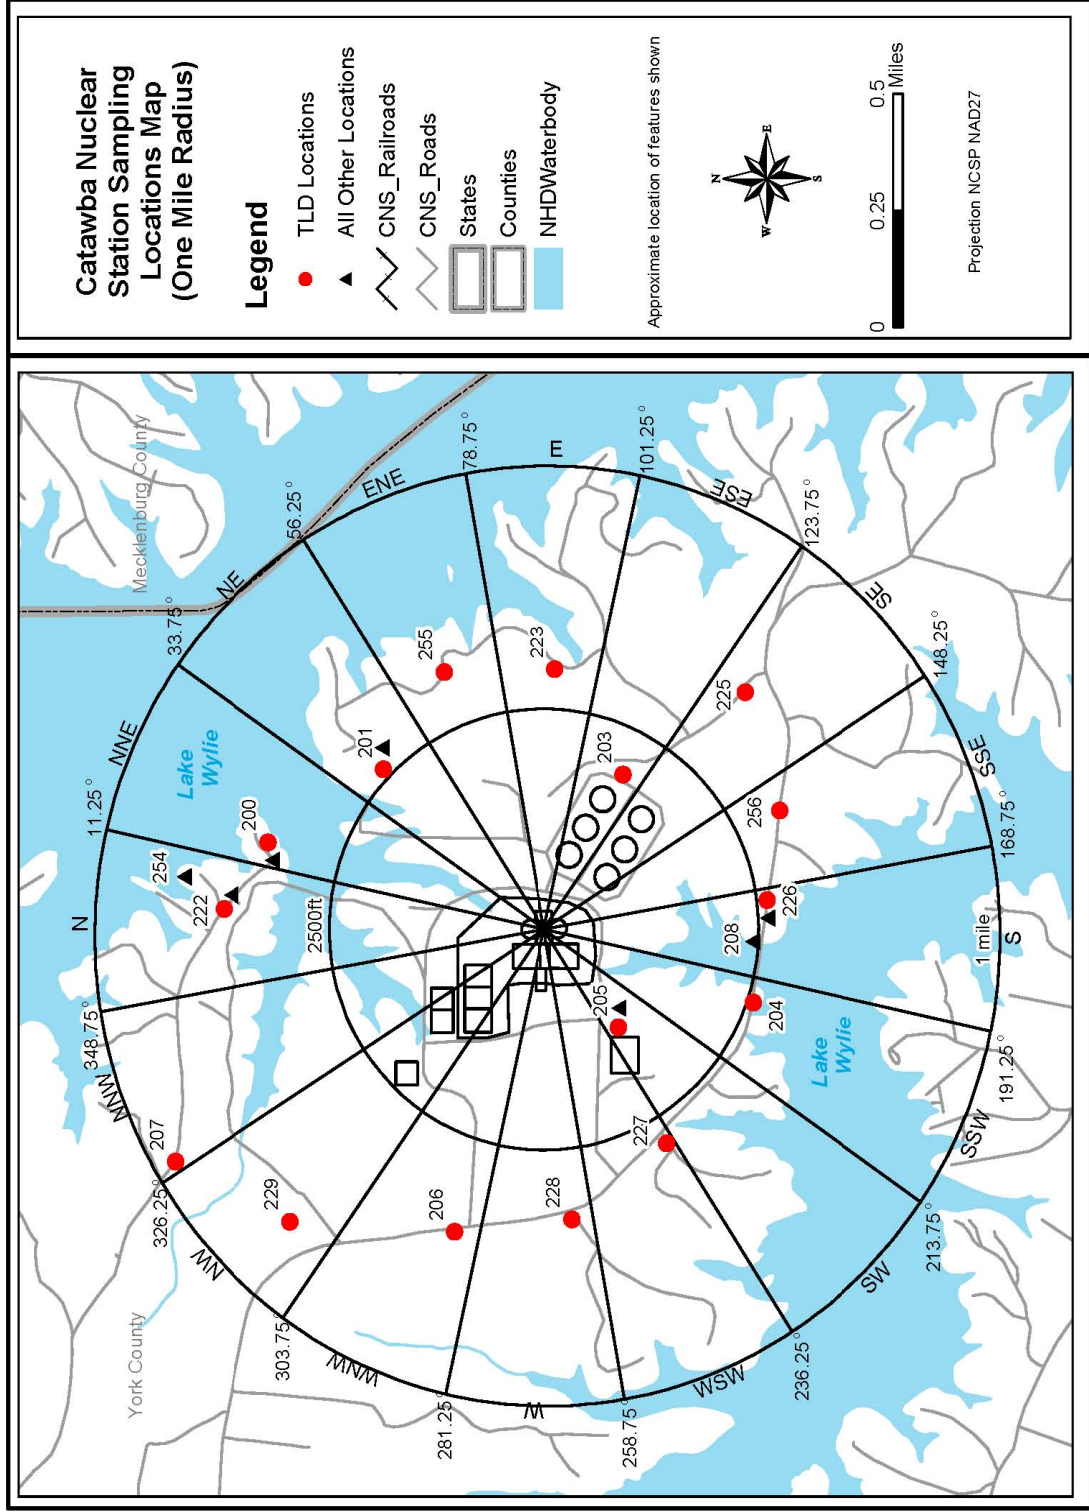 Catawba Nuclear
Station Sampling
Locations Map
(One Mile Radius)
Legend
TLD Locations
All Other Locations
CNS_Railroads
CNS_Roads
States
Counties
NHDWaterbody
Approximate location of features shown
N
E
S
W
0
0.25
0.5
Miles
Projection NCSP NAD27
York County
Mecklenburg County
N
11.25°
NNE
33.75°
NE
56.25°
ENE
78.75°
E
101.25°
ESE
123.75°
SE
148.25°
SSE
168.75°
S
1 mile
191.25°
SSW
213.75°
SW
236.25°
WSW
258.75°
W
281.25°
WNW
303.75°
NW
326.25°
NNW
348.75°
Lake
Wylie
2500ft
207
229
206
228
227
205
222
254
200
201
255
223
203
225
256
226
208
204
Lake
Wylie